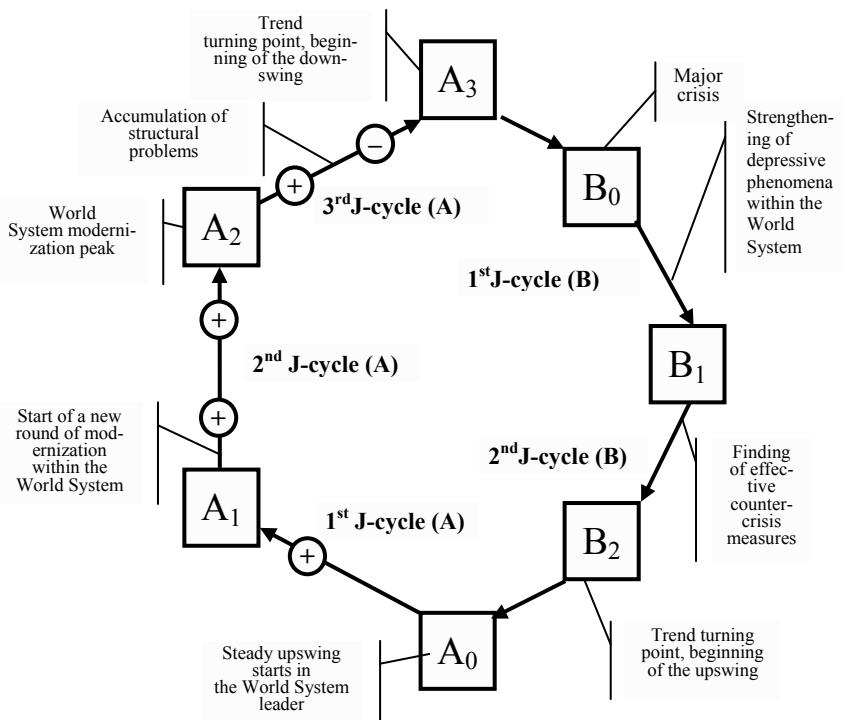 Trend
turning point, begin-
ning of the down-
swing
A3
Major
crisis
Accumulation of
structural
problems
−
+
3rdJ-cycle (A)
B0
Strengthen-
ing of
depressive
phenomena
within the
World
System
World
System moderni-
zation peak
A2
1stJ-cycle (B)
+
2nd J-cycle (A)
B1
+
Start of a new
round of mod-
ernization
within the
World System
A1
2ndJ-cycle (B)
Finding
of effec-
tive
counter-
crisis
measures
1st J-cycle (A)
B2
+
A0
Steady upswing
starts in
the World System
leader
Trend turning
point, beginning
of the upswing